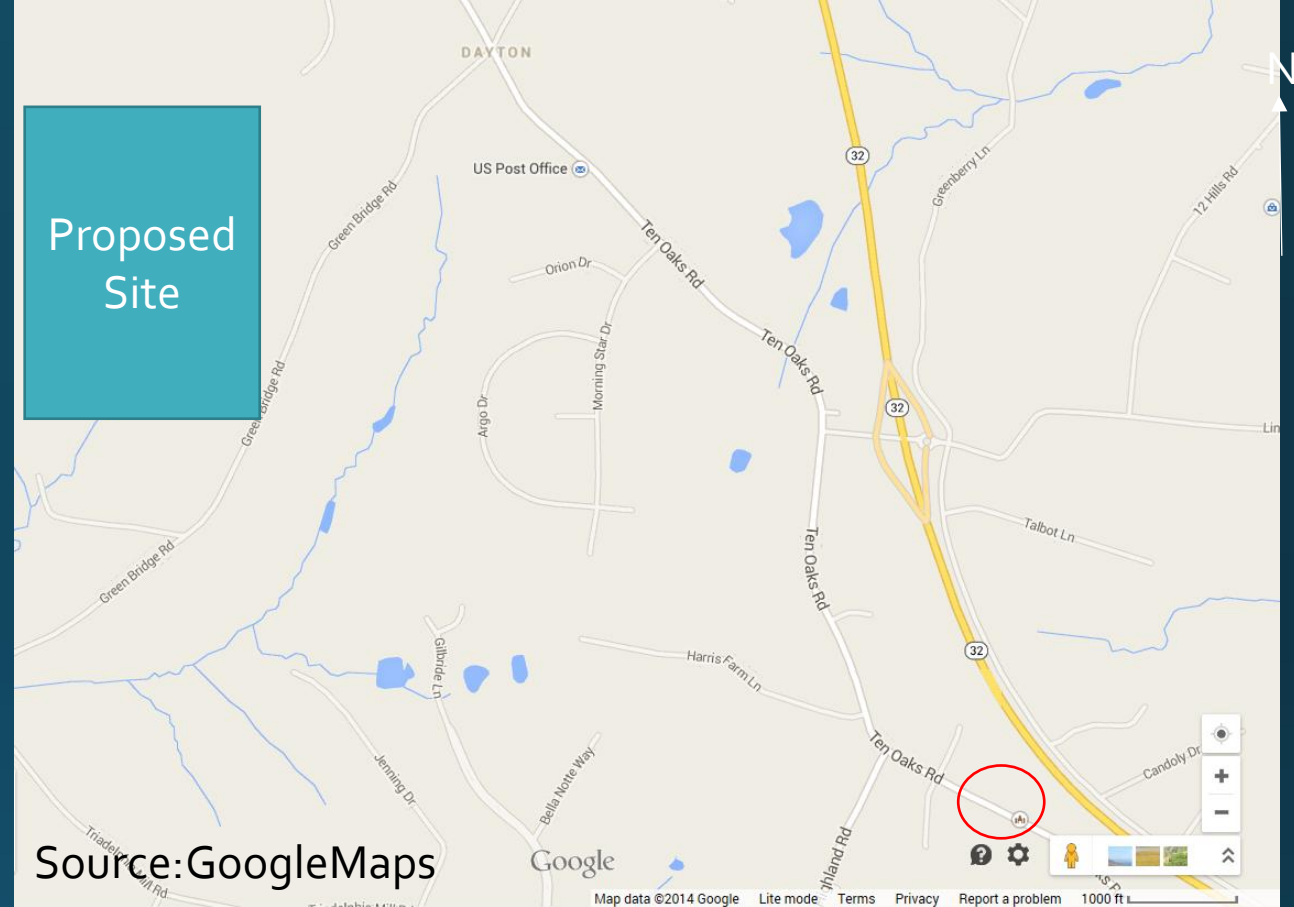 DAYTON
N
32
Greenberry Ln
US Post Office
12 Hills Rd
Green Bridge Rd
Proposed
Site
Ten Oaks Rd
Orion Dr
Ten Oaks Rd
Morning Star Dr
Argo Dr
32
Lin
Talbot Ln
Ten Oaks Rd
Green Bridge Rd
Gilbride Ln
Harris Farm Ln
32
Ten Oaks Rd
Candoly Dr
Jenning Dr
Bella Notte Way
Source:GoogleMaps
Google
Map data ©2014 Google Lite mode Terms Privacy Report a problem 1000 ft